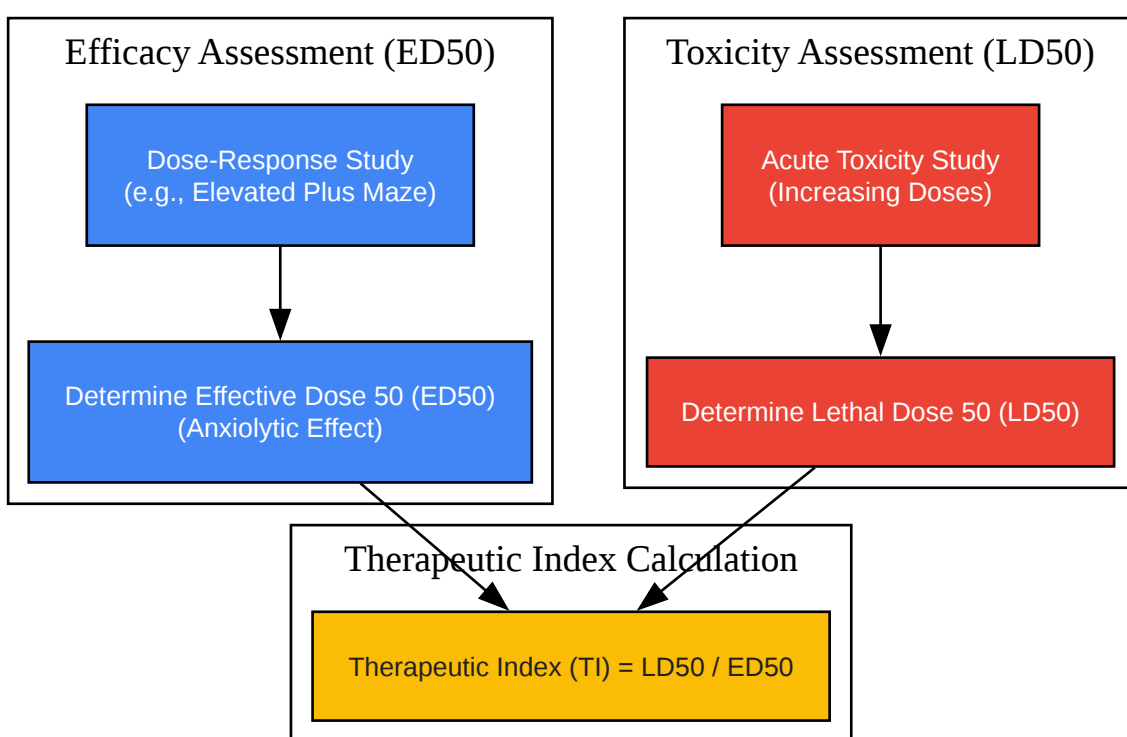 Efficacy Assessment (ED50)
Dose-Response Study
(e.g., Elevated Plus Maze)
Determine Effective Dose 50 (ED50)
(Anxiolytic Effect)
Toxicity Assessment (LD50)
Acute Toxicity Study
(Increasing Doses)
Determine Lethal Dose 50 (LD50)
Therapeutic Index Calculation
Therapeutic Index (TI) = LD50 / ED50